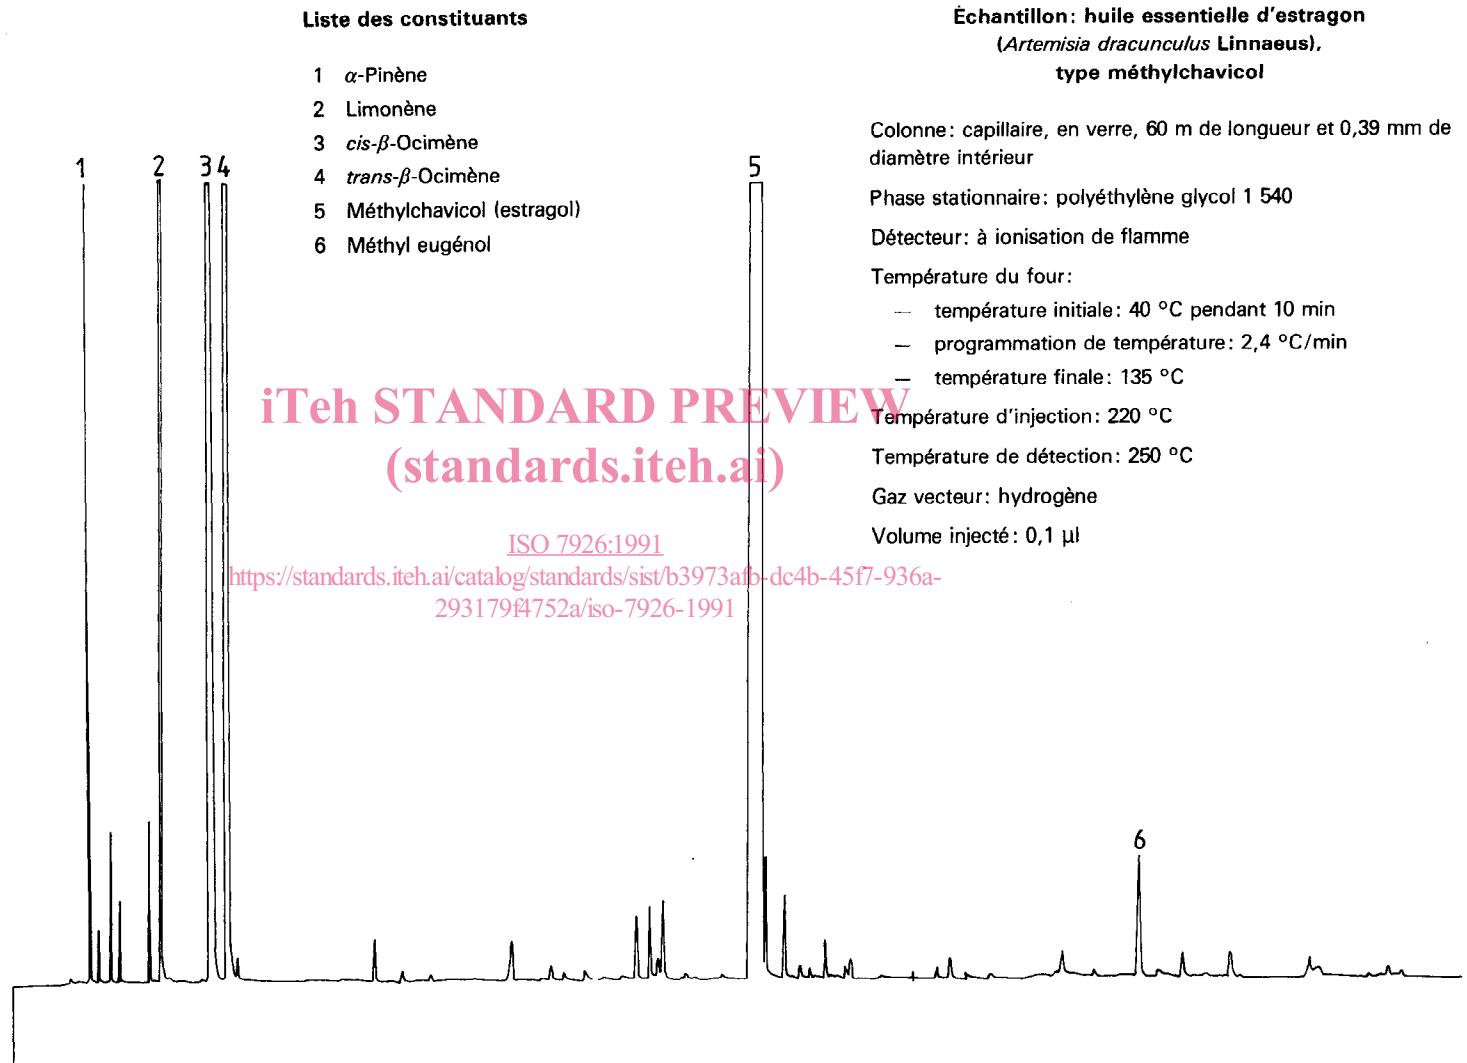 Liste des constituants
1 α-Pinène
2 Limonène
3 cis-β-Ocimène
4 trans-β-Ocimène
5 Méthylchavicol (estragol)
6 Méthyl eugénol
Échantillon: huile essentielle d'estragon
(Artemisia dracunculus Linnaeus),
type méthylchavicol
Colonne: capillaire, en verre, 60 m de longueur et 0,39 mm de
diamètre intérieur
Phase stationnaire: polyéthylène glycol 1 540
Détecteur: à ionisation de flamme
Température du four:
— température initiale: 40 °C pendant 10 min
— programmation de température: 2,4 °C/min
— température finale: 135 °C
Température d'injection: 220 °C
Température de détection: 250 °C
Gaz vecteur: hydrogène
Volume injecté: 0,1 µl
1 2 3 4 5
6
iTeh STANDARD PREVIEW
(standards.iteh.ai)
ISO 7926:1991
https://standards.iteh.ai/catalog/standards/sist/b3973afb-dc4b-45f7-936a-
293179f4752a/iso-7926-1991